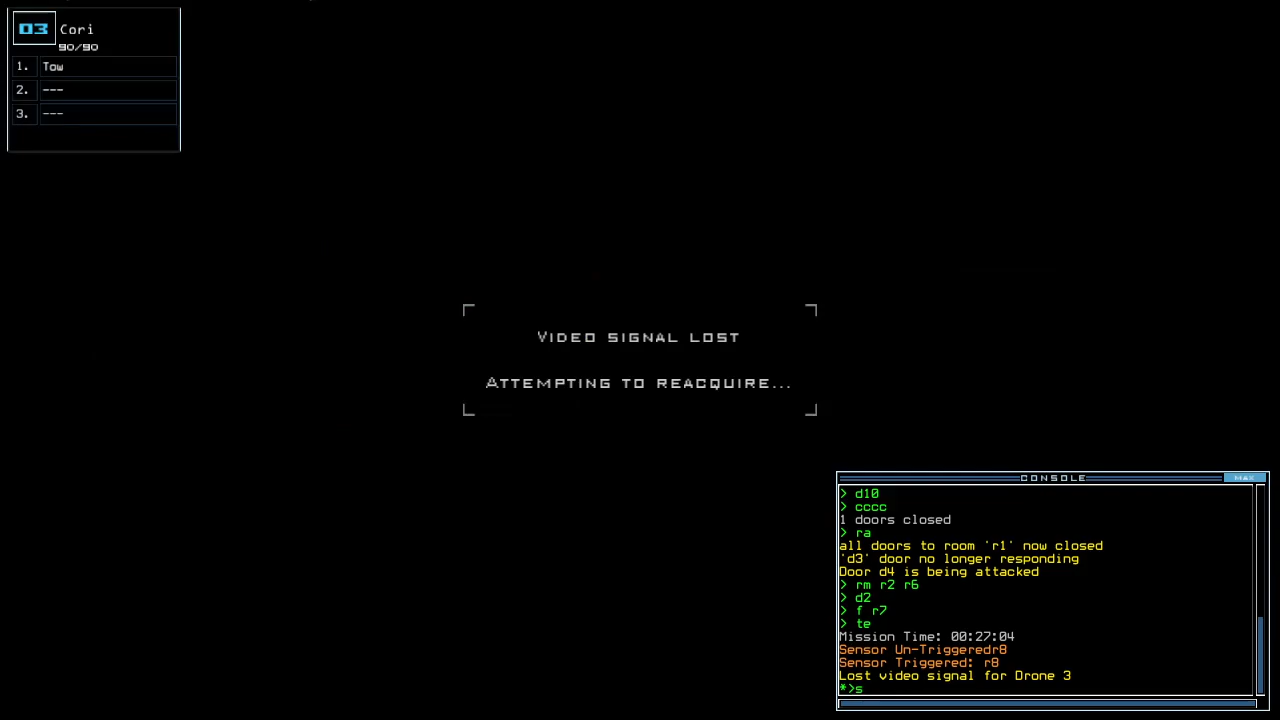 03 Cori
90/90
1. Tow
2. ---
3. ---
VIDEO SIGNAL LOST
ATTEMPTING TO REACQUIRE...
CONSOLE
MAX
> d10
> cccc
1 doors closed
> ra
all doors to room 'r1' now closed
'd3' door no longer responding
Door d4 is being attacked
> rm r2 r6
> d2
> f r7
> te
Mission Time: 00:27:04
Sensor Un-Triggeredr8
Sensor Triggered: r8
Lost video signal for Drone 3
*>s